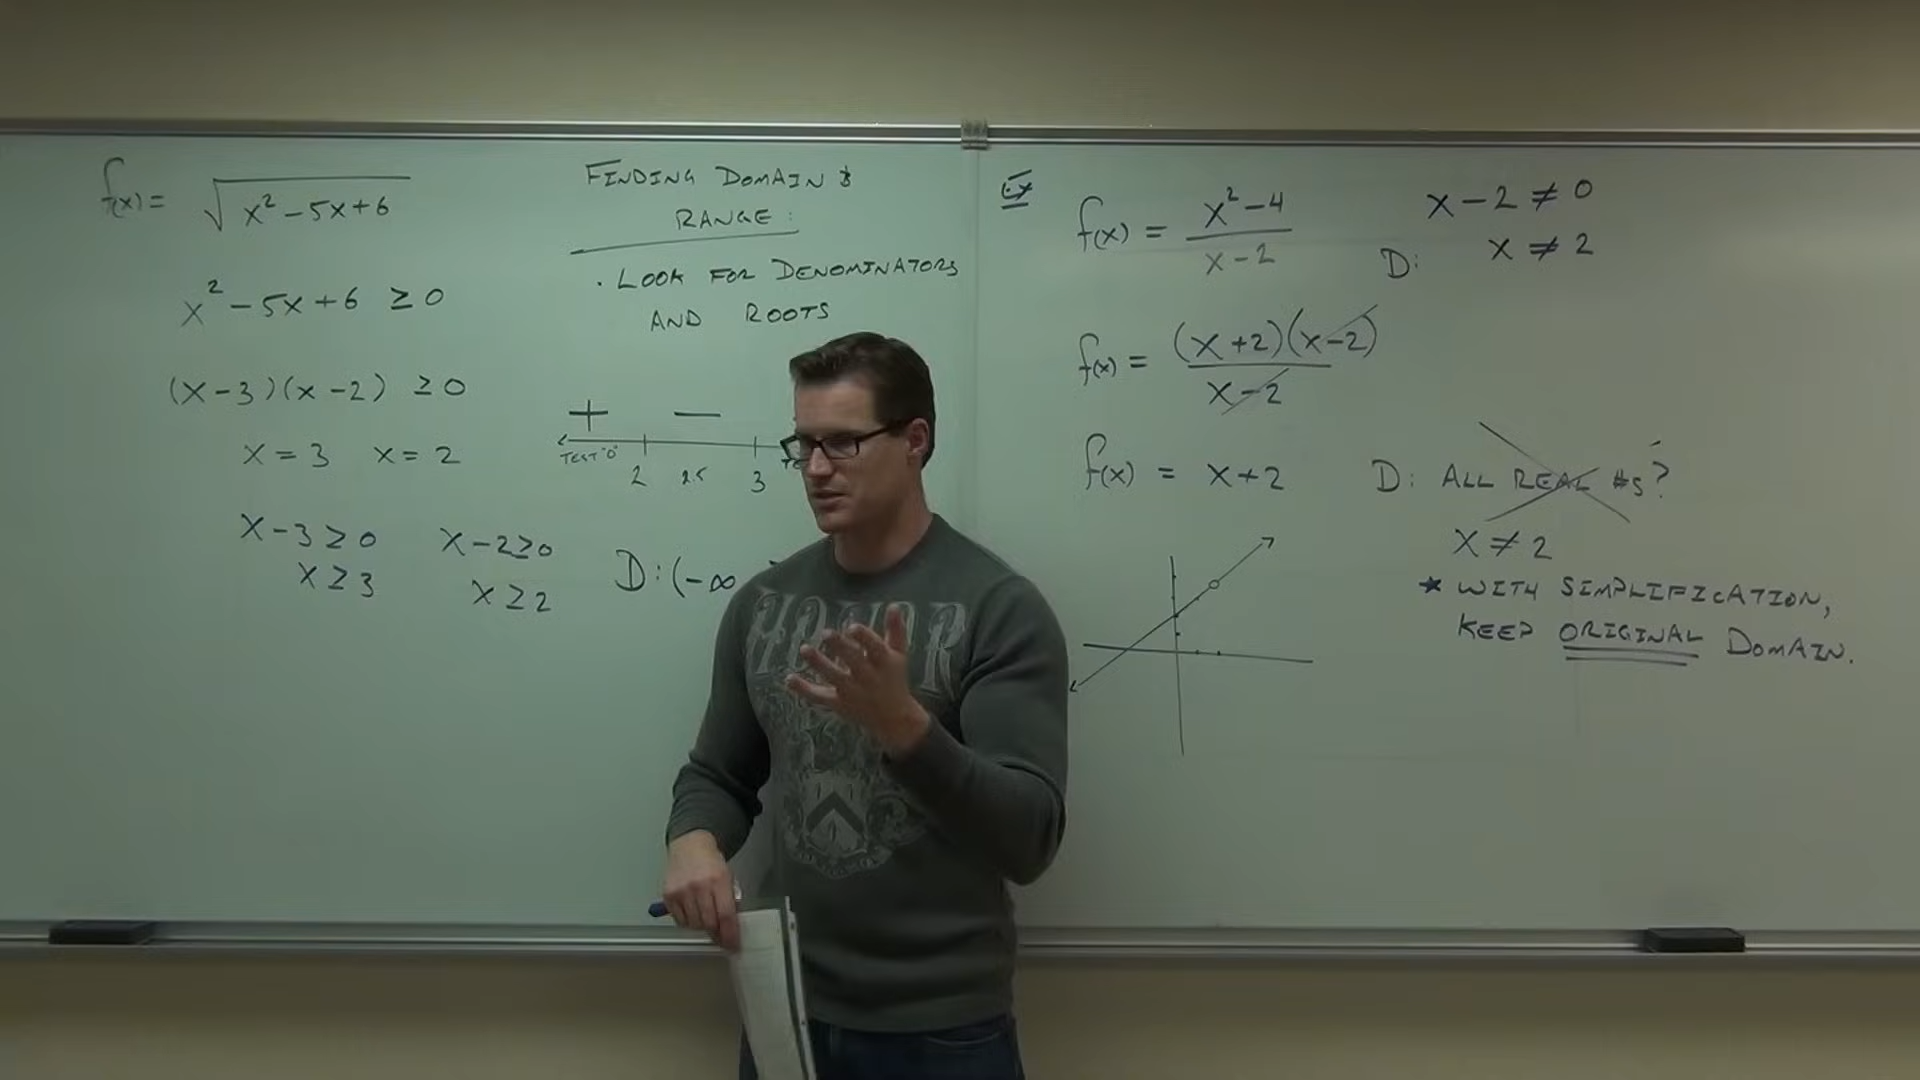 f(x) = √x² - 5x + 6
x² - 5x + 6 ≥ 0
(x - 3)(x - 2) ≥ 0
x = 3 x = 2
x - 3 ≥ 0 x - 2 ≥ 0
x ≥ 3 x ≥ 2
FINDING DOMAIN &
RANGE:
· LOOK FOR DENOMINATORS
AND ROOTS
+ −
TEST "0" 2 2.5 3
D: (-∞
Ex
f(x) = x² - 4 / x - 2
x - 2 ≠ 0
D: x ≠ 2
f(x) = (x + 2)(x - 2) / x - 2
f(x) = x + 2
D: ALL REAL #s?
x ≠ 2
* WITH SIMPLIFICATION,
KEEP ORIGINAL DOMAIN.
HONOR